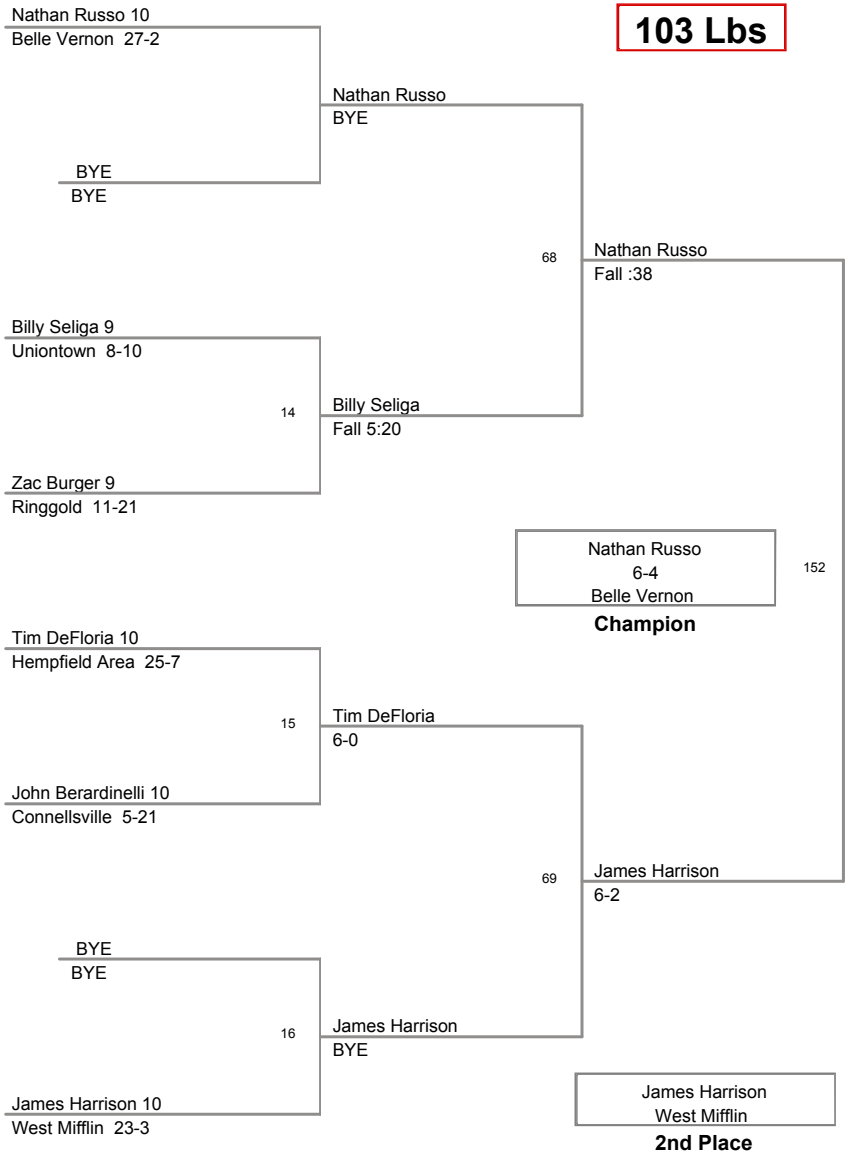 Nathan Russo 10
103 Lbs
Belle Vernon 27-2
Nathan Russo
BYE
BYE
BYE
68
Nathan Russo
Fall :38
Billy Seliga 9
Uniontown 8-10
14
Billy Seliga
Fall 5:20
Zac Burger 9
Ringgold 11-21
Nathan Russo
6-4
Belle Vernon
152
Champion
Tim DeFloria 10
Hempfield Area 25-7
15
Tim DeFloria
6-0
John Berardinelli 10
Connellsville 5-21
69
James Harrison
6-2
BYE
BYE
16
James Harrison
BYE
James Harrison 10
West Mifflin 23-3
James Harrison
West Mifflin
2nd Place